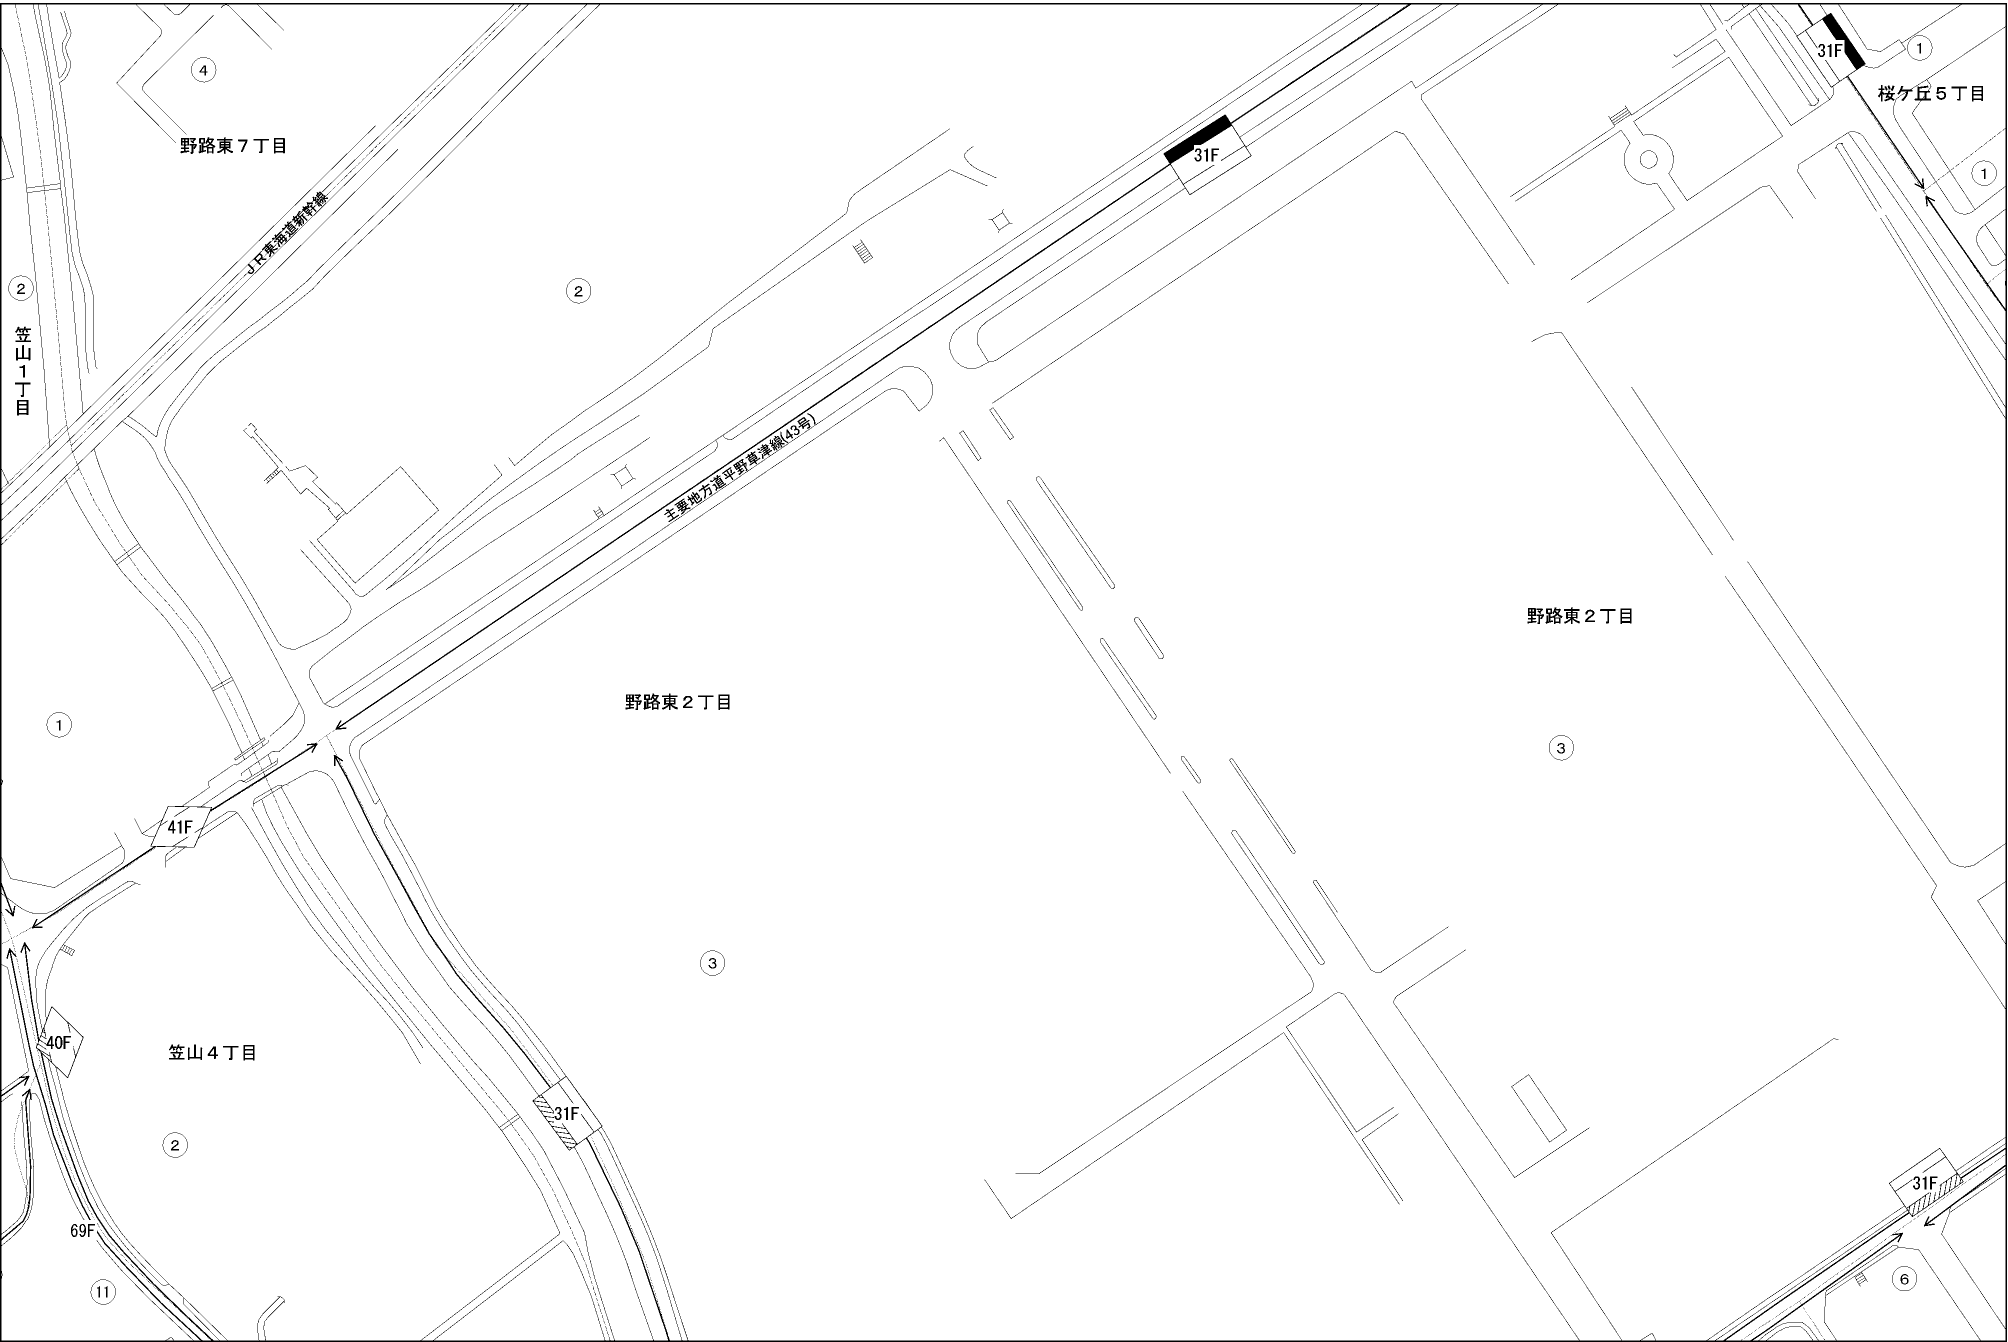 31F
①
④
桜ケ丘５丁目
野路東７丁目
31F
①
ＪＲ東海道新幹線
②
②
笠山１丁目
主要地方道平野草津線(43号)
野路東２丁目
野路東２丁目
①
③
41F
③
40F
笠山４丁目
31F
②
31F
69F
⑪
⑥